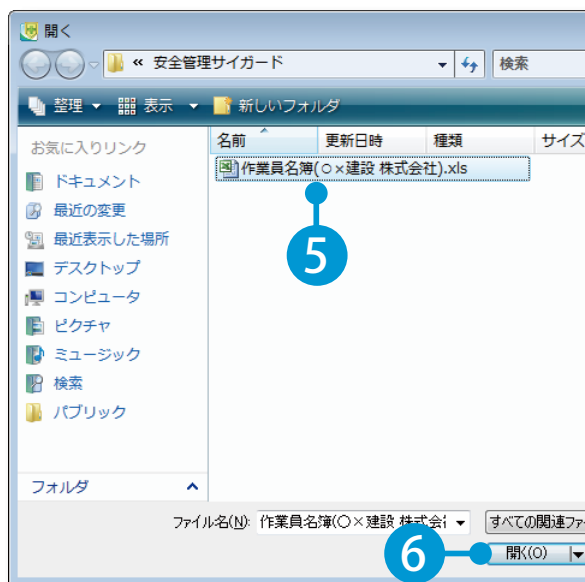 開く
« 安全管理サイガード
検索
整理 表示 新しいフォルダ
お気に入りリンク
名前 更新日時 種類 サイズ
作業員名簿(○×建設 株式会社).xls
ドキュメント
最近の変更
最近表示した場所
デスクトップ
コンピュータ
ピクチャ
ミュージック
検索
パブリック
5
フォルダ
ファイル名(N): 作業員名簿(○×建設 株式会社
すべての関連ファ
6
開く(O)